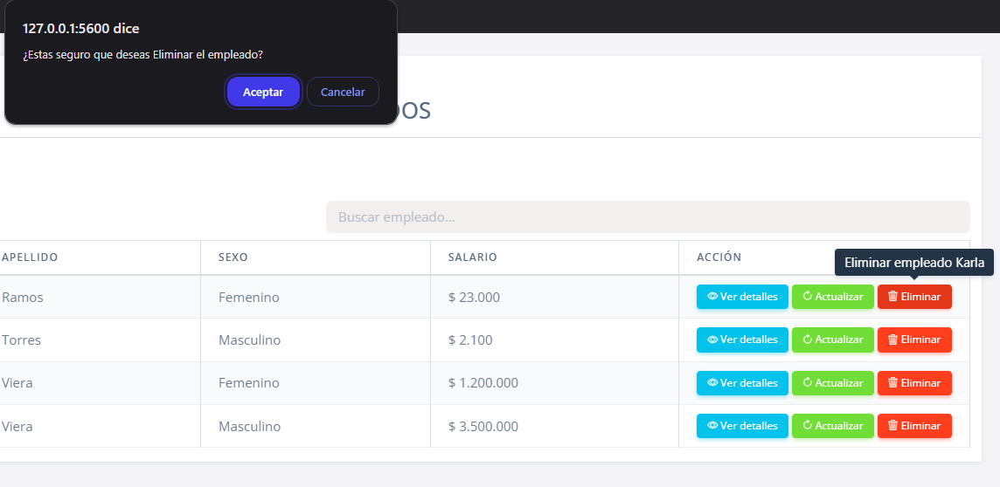 127.0.0.1:5600 dice
¿Estas seguro que deseas Eliminar el empleado?
Aceptar Cancelar
DOS
Buscar empleado...
APELLIDO SEXO SALARIO ACCIÓN
Eliminar empleado Karla
Ramos Femenino $ 23.000 Ver detalles Actualizar Eliminar
Torres Masculino $ 2.100 Ver detalles Actualizar Eliminar
Viera Femenino $ 1.200.000 Ver detalles Actualizar Eliminar
Viera Masculino $ 3.500.000 Ver detalles Actualizar Eliminar